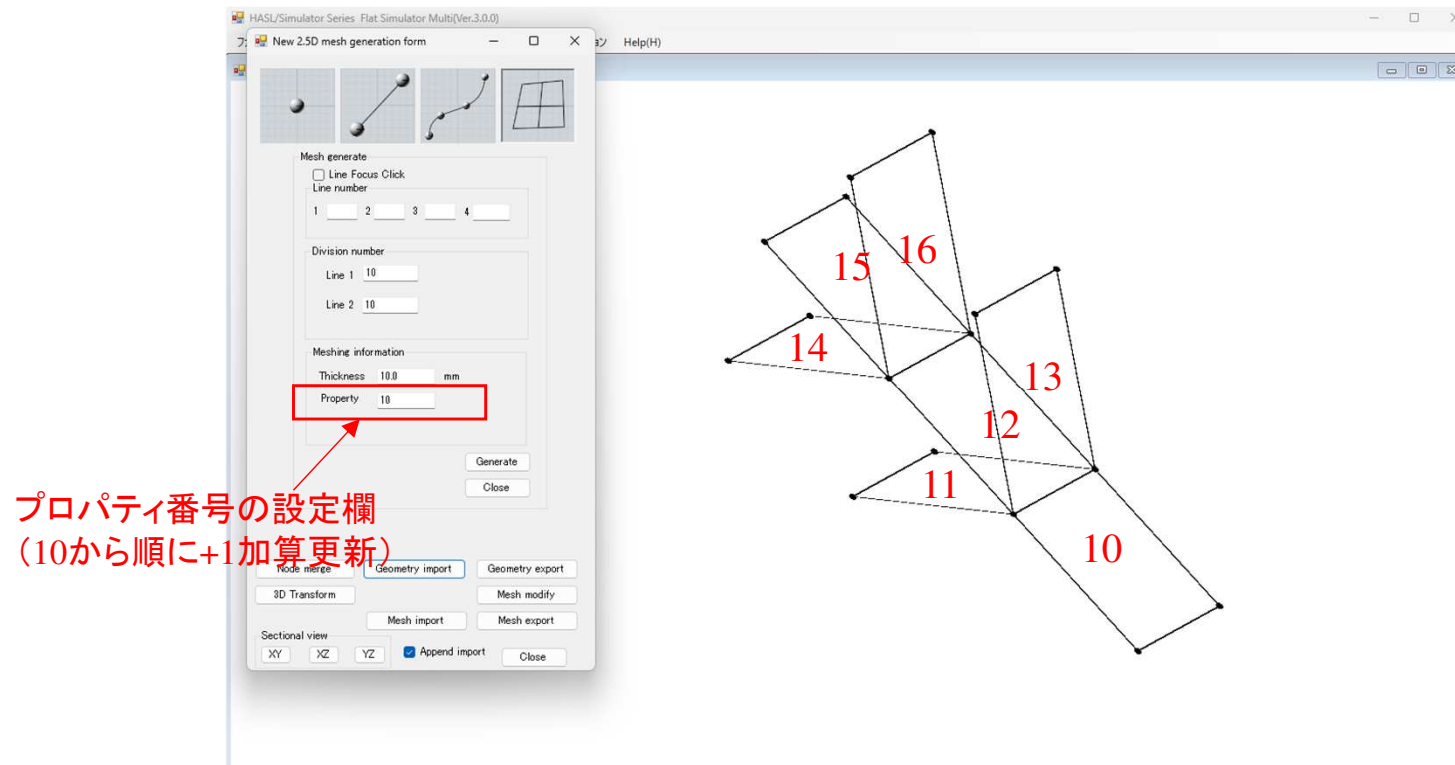 HASL/Simulator Series Flat Simulator Multi(Ver.3.0.0)
New 2.5D mesh generation form
Help(H)
Mesh generate
Line Focus Click
Line number
1 2 3 4
Division number
Line 1 10
Line 2 10
Meshing information
Thickness 10.0 mm
Property 10
Generate
Close
プロパティ番号の設定欄
(10から順に+1加算更新)
Node merge Geometry import Geometry export
3D Transform Mesh modify
Mesh import Mesh export
Sectional view
XY XZ YZ Append import Close
16
15
14
13
12
11
10